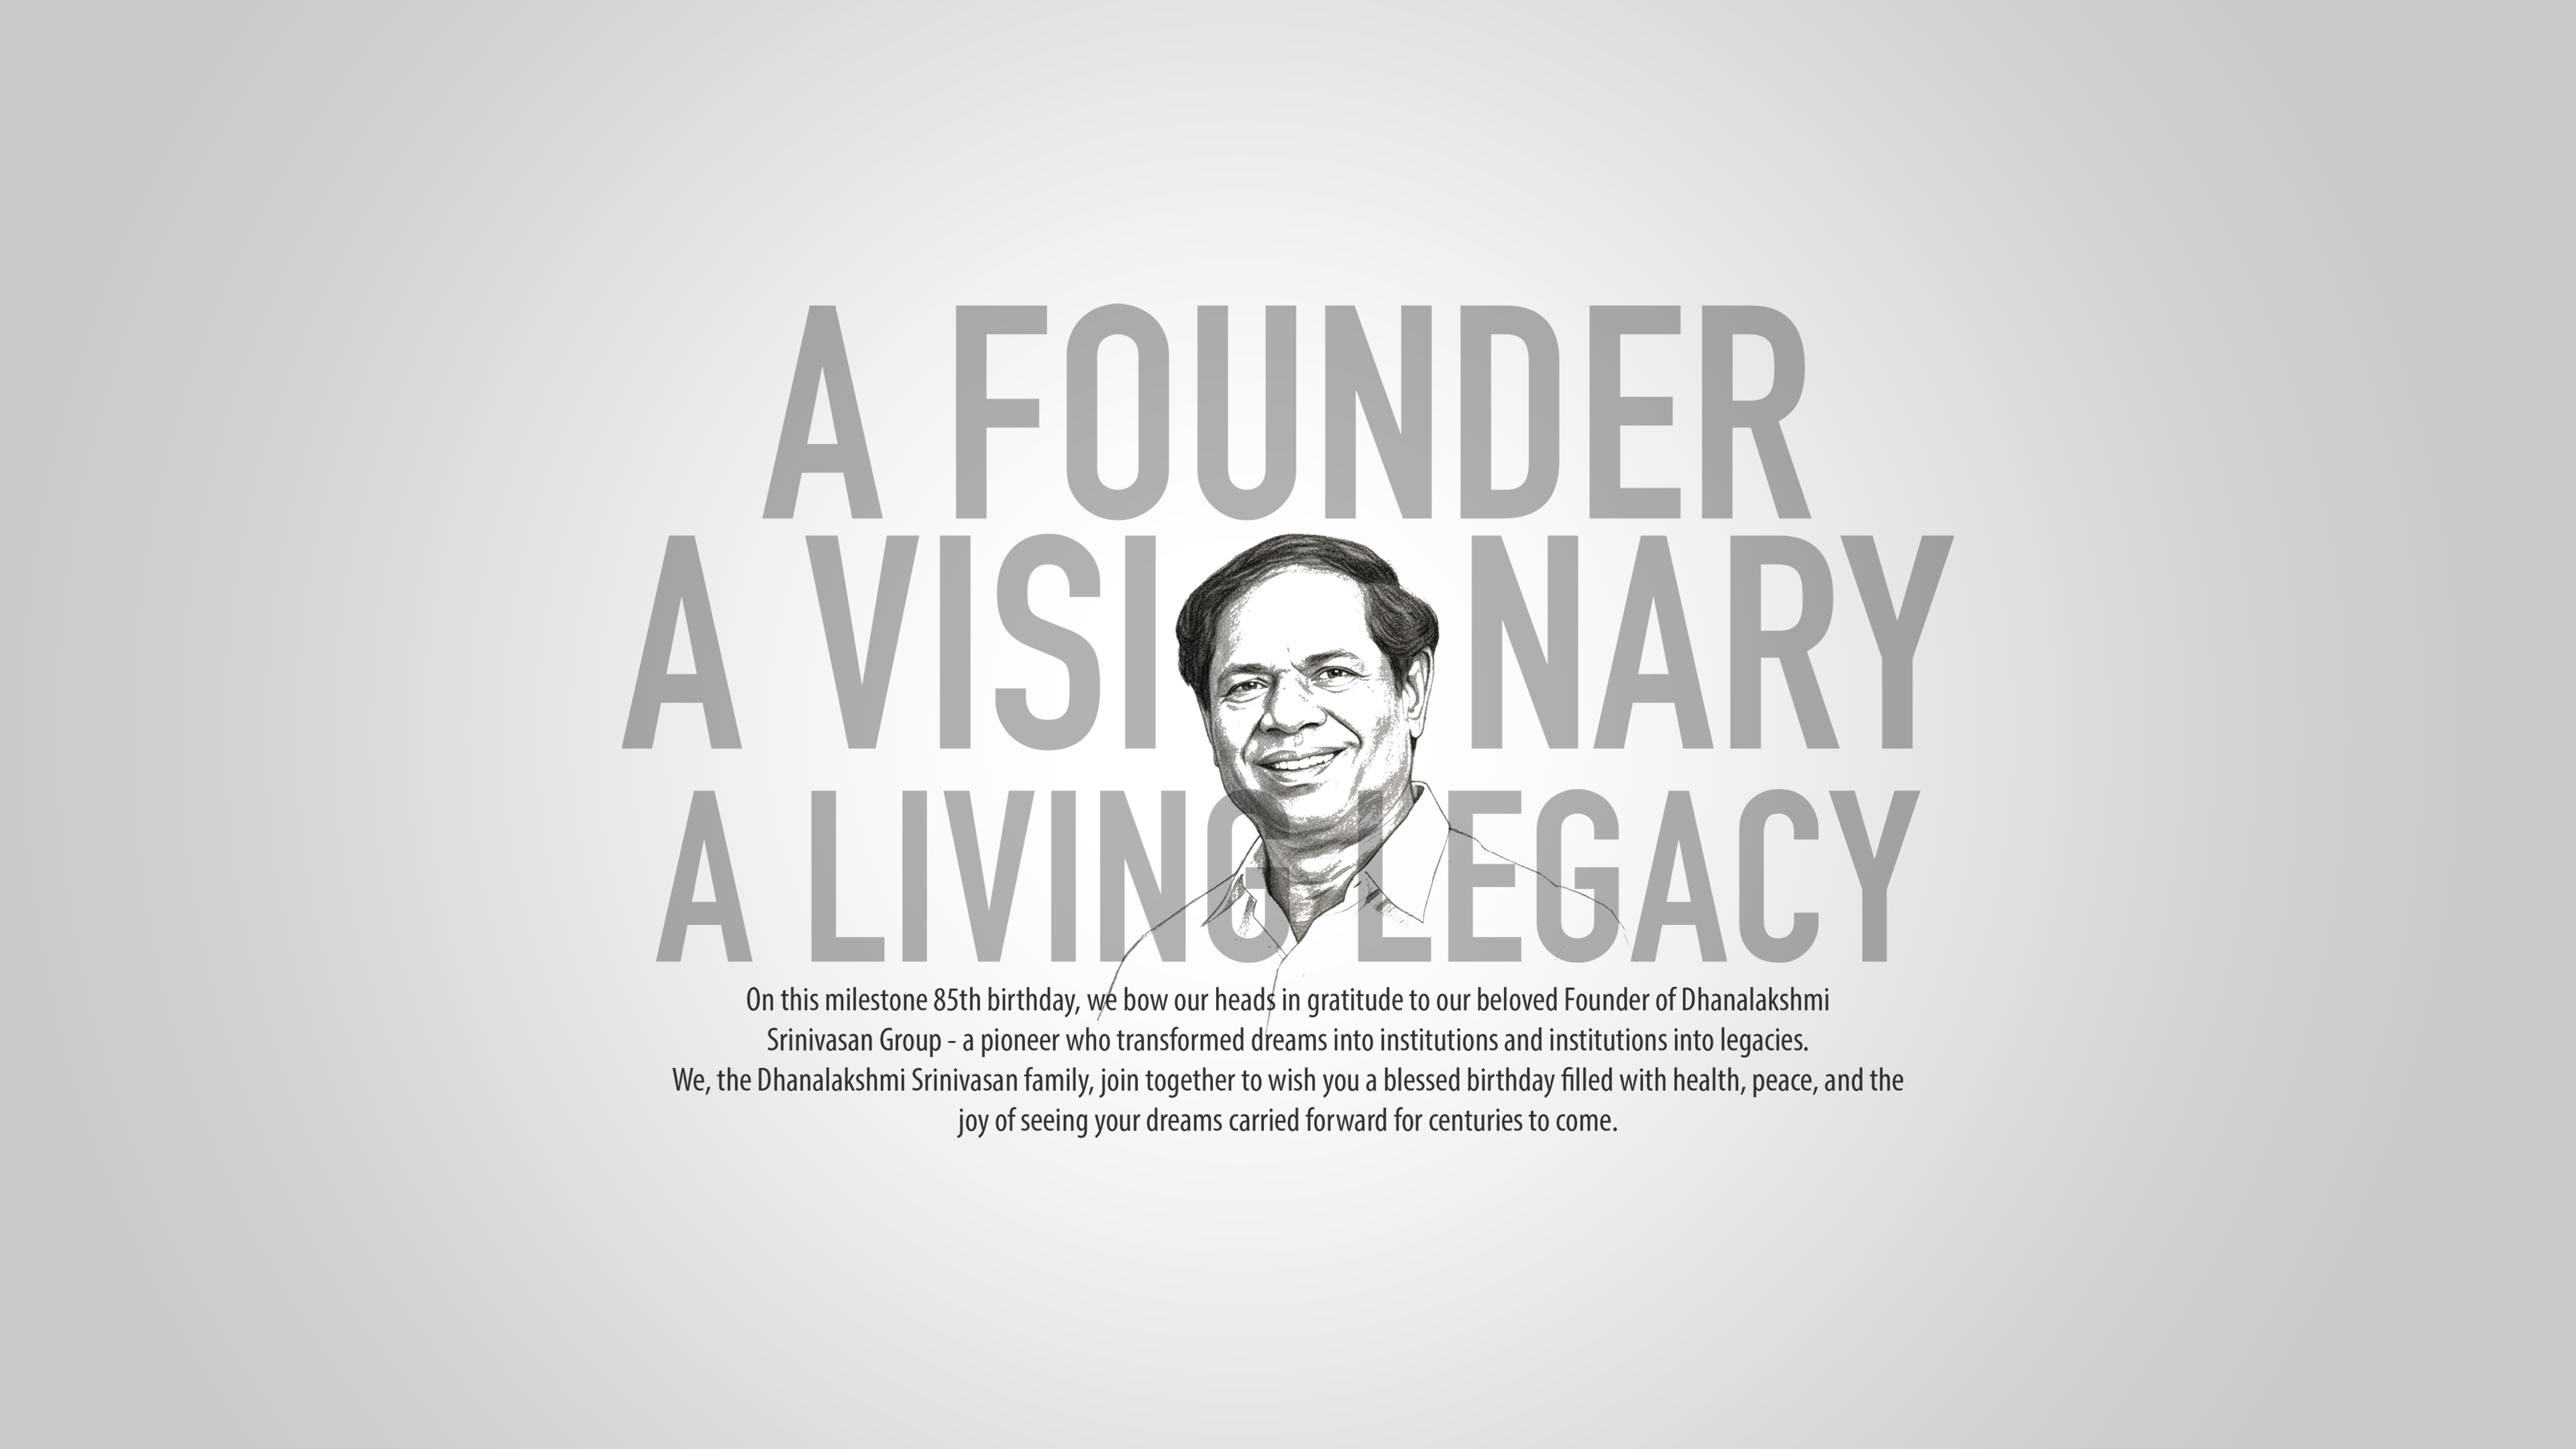 A FOUNDER
A VISI NARY
A LIVING LEGACY
On this milestone 85th birthday, we bow our heads in gratitude to our beloved Founder of Dhanalakshmi
Srinivasan Group - a pioneer who transformed dreams into institutions and institutions into legacies.
We, the Dhanalakshmi Srinivasan family, join together to wish you a blessed birthday filled with health, peace, and the
joy of seeing your dreams carried forward for centuries to come.